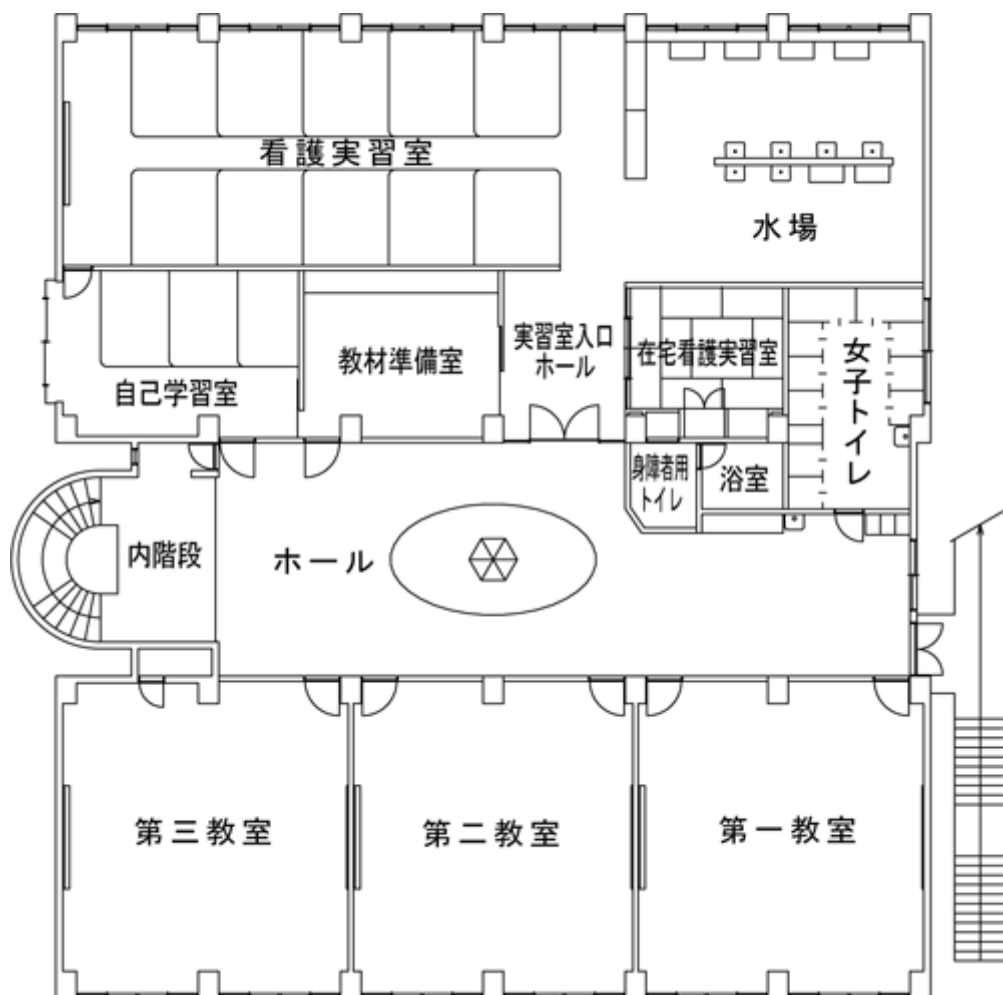 看護実習室
水場
実習室入口
ホール
在宅看護実習室
女子トイレ
教材準備室
自己学習室
身障者用
トイレ
浴室
内階段
ホール
第三教室
第二教室
第一教室